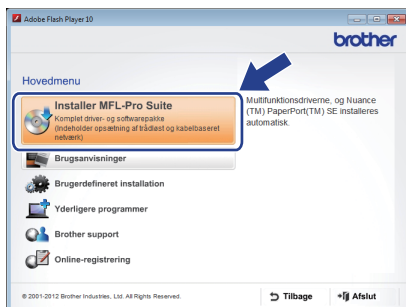 Adobe Flash Player 10
brother
Hovedmenu
Installer MFL-Pro Suite
Komplet driver- og softwarepakke
(Indeholder opsætning af trådløst og kabelbaseret
netværk)
Multifunktionsdriverne, og Nuance
(TM) PaperPort(TM) SE installeres
automatisk.
Brugsanvisninger
Brugerdefineret installation
Yderligere programmer
Brother support
Online-registrering
© 2001-2012 Brother Industries, Ltd. All Rights Reserved.
Tilbage
Afslut